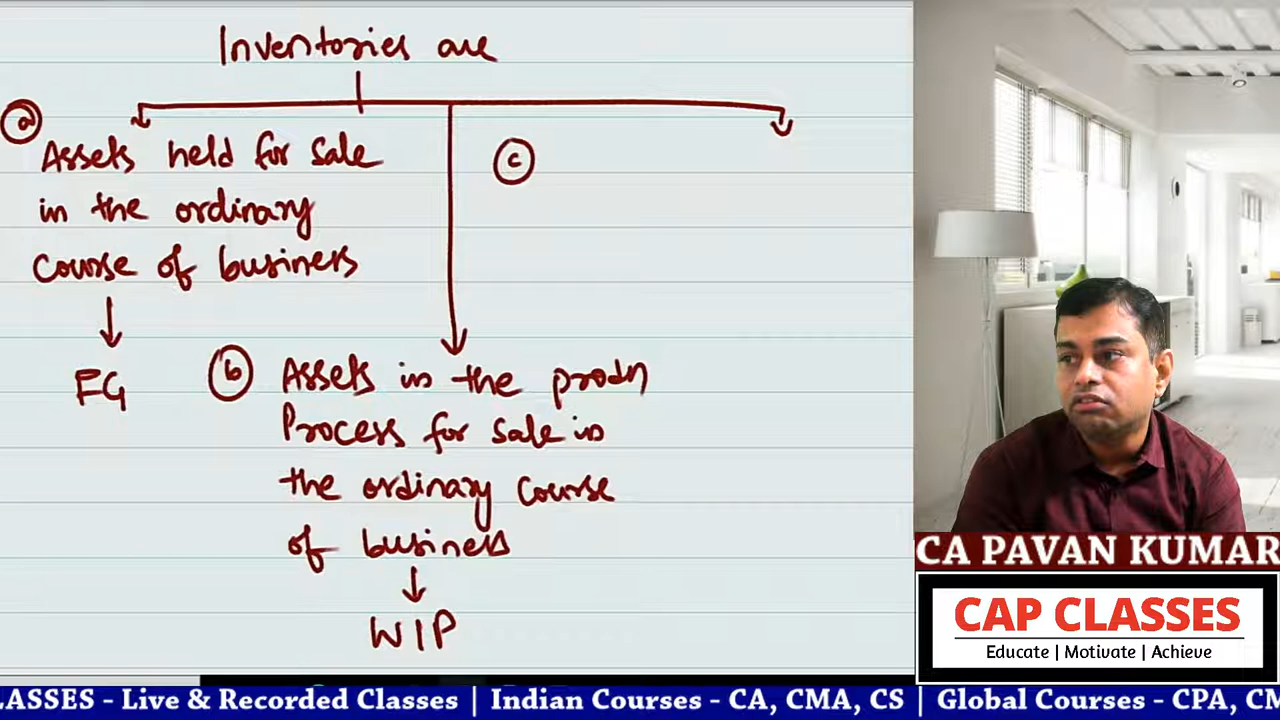 Inventories are
(a)
Assets held for sale
in the ordinary
course of business
FG
(b) Assets in the prodn
Process for sale in
the ordinary course
of business
WIP
(c)
CA PAVAN KUMAR
CAP CLASSES
Educate | Motivate | Achieve
LASSES - Live & Recorded Classes | Indian Courses - CA, CMA, CS | Global Courses - CPA, CM